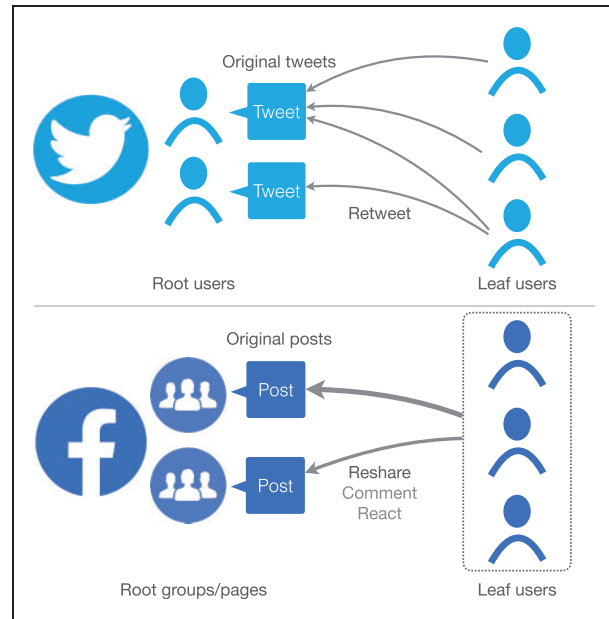 Original tweets
Tweet
Tweet
Retweet
Root users
Leaf users
Original posts
Post
Post
Reshare
Comment
React
Root groups/pages
Leaf users